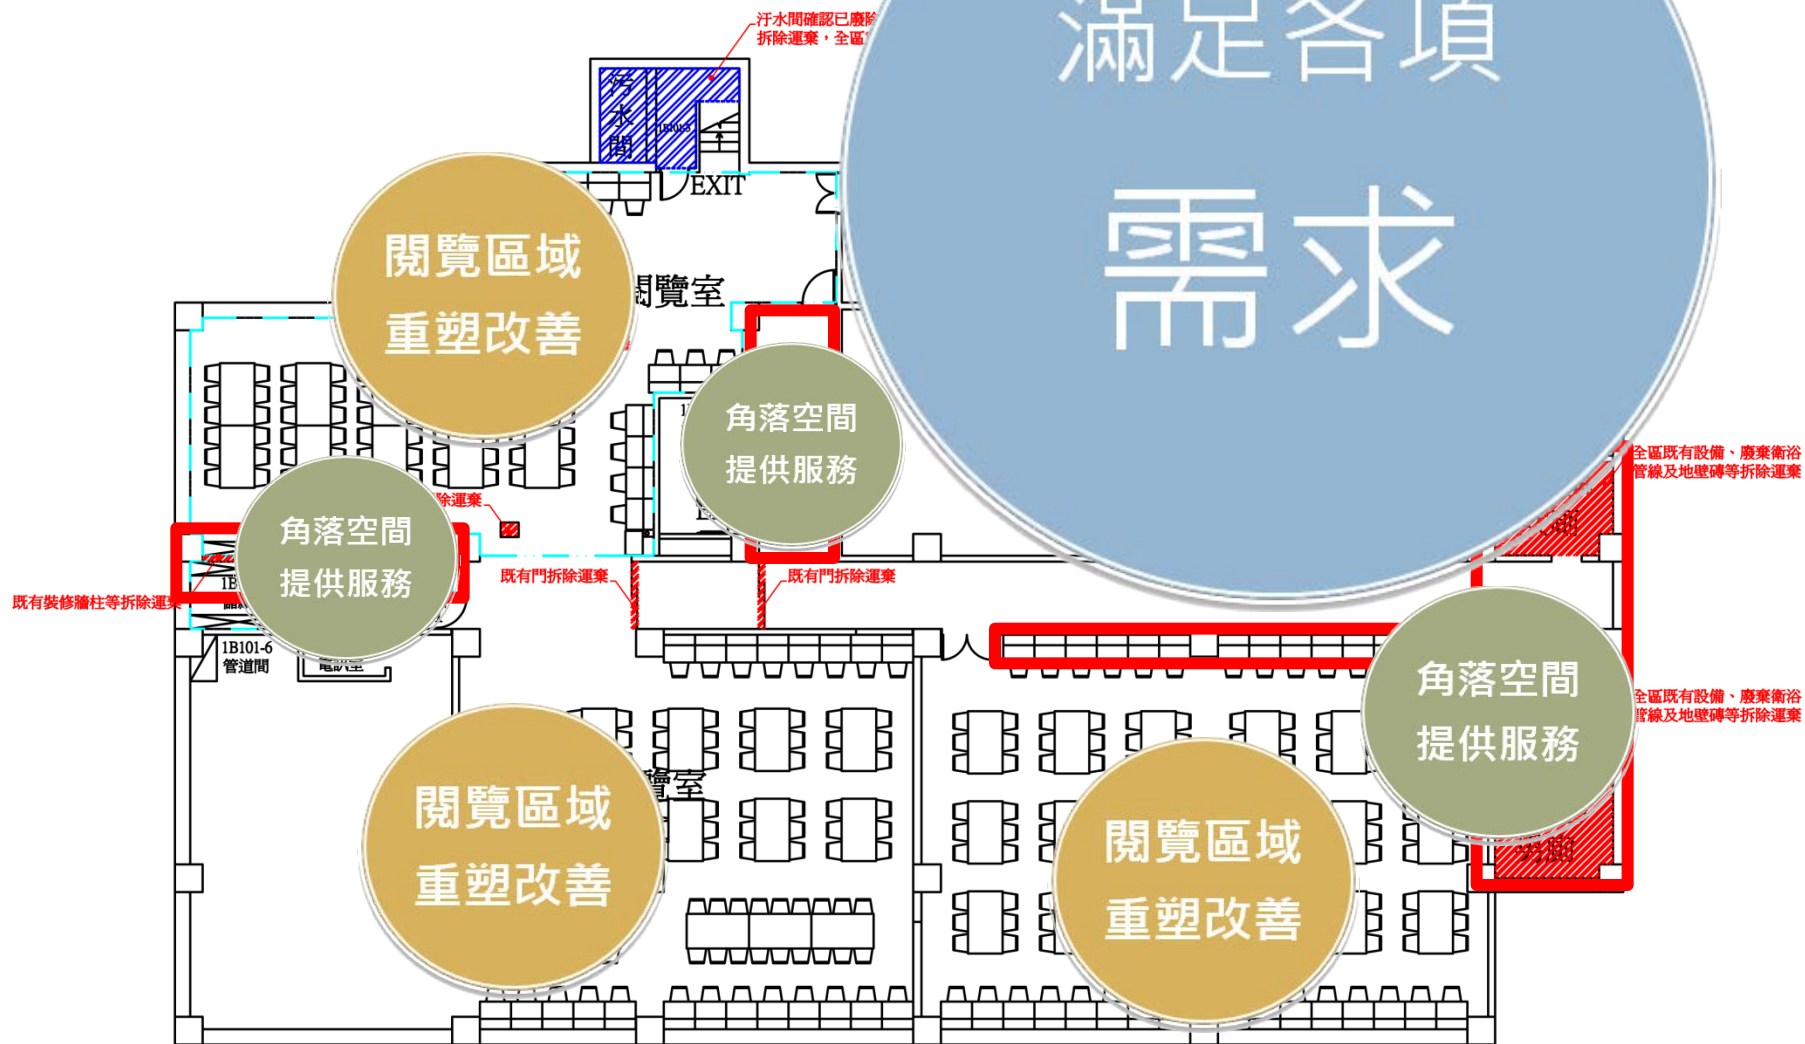 汙水間確認已廢除
拆除運棄，全區
滿足各項
需求
污水間
1B101-3
EXIT
閱覽區域
重塑改善
閱覽室
角落空間
提供服務
全區既有設備、廢棄衛浴
管線及地壁磚等拆除運棄
除運棄
角落空間
提供服務
既有門拆除運棄
既有門拆除運棄
既有裝修牆柱等拆除運棄
1B101-6
管道間
電訊室
角落空間
提供服務
全區既有設備、廢棄衛浴
管線及地壁磚等拆除運棄
閱覽區域
重塑改善
覽室
閱覽區域
重塑改善